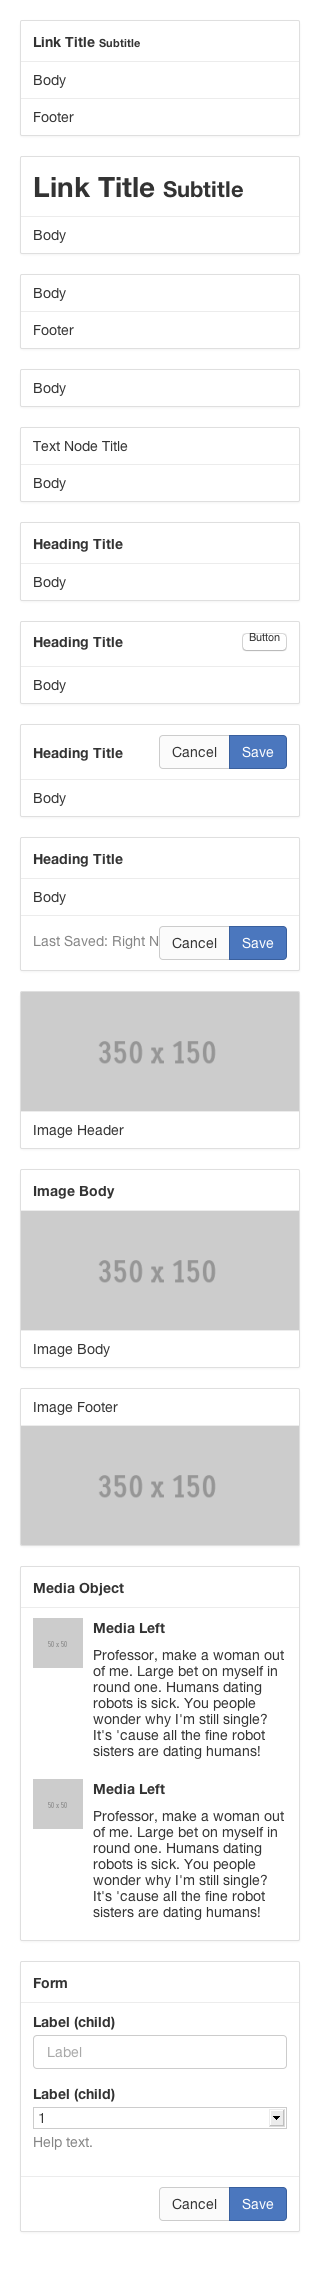 Link Title Subtitle
Body
Footer
Link Title Subtitle
Body
Body
Footer
Body
Text Node Title
Body
Heading Title
Body
Heading Title Button
Body
Heading Title Cancel Save
Body
Heading Title
Body
Last Saved: Right N Cancel Save
350 x 150
Image Header
Image Body
350 x 150
Image Body
Image Footer
350 x 150
Media Object
50 x 50
Media Left
Professor, make a woman out
of me. Large bet on myself in
round one. Humans dating
robots is sick. You people
wonder why I'm still single?
It's 'cause all the fine robot
sisters are dating humans!
50 x 50
Media Left
Professor, make a woman out
of me. Large bet on myself in
round one. Humans dating
robots is sick. You people
wonder why I'm still single?
It's 'cause all the fine robot
sisters are dating humans!
Form
Label (child)
Label
Label (child)
1
Help text.
Cancel Save